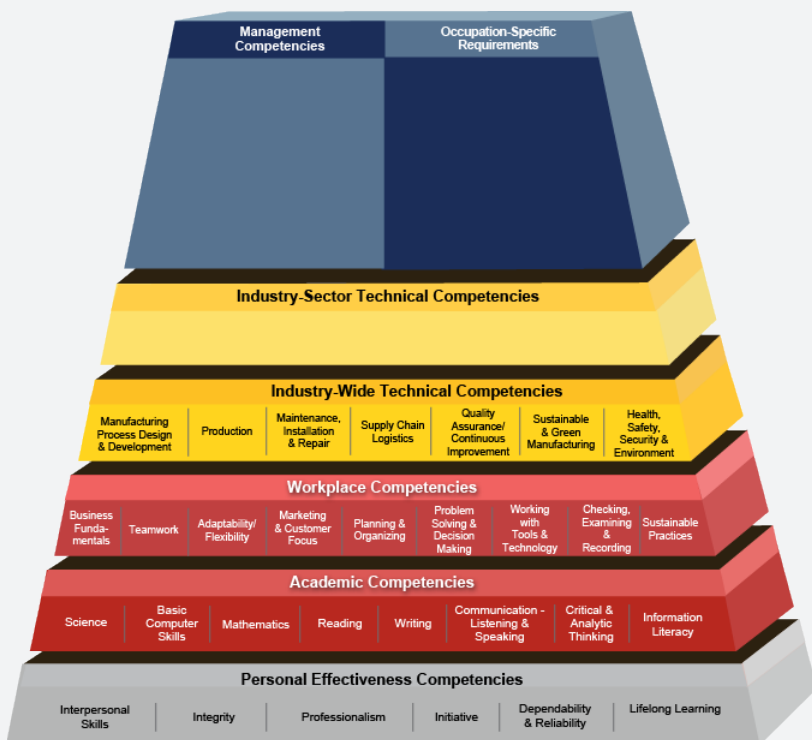 Management
Competencies
Occupation-Specific
Requirements
Industry-Sector Technical Competencies
Industry-Wide Technical Competencies
Manufacturing
Process Design
& Development
Production
Maintenance,
Installation
& Repair
Supply Chain
Logistics
Quality
Assurance/
Continuous
Improvement
Sustainable
& Green
Manufacturing
Health,
Safety,
Security &
Environment
Workplace Competencies
Business
Funda-
mentals
Teamwork
Adaptability/
Flexibility
Marketing
& Customer
Focus
Planning &
Organizing
Problem
Solving &
Decision
Making
Working
with
Tools &
Technology
Checking,
Examining
&
Recording
Sustainable
Practices
Academic Competencies
Science
Basic
Computer
Skills
Mathematics
Reading
Writing
Communication -
Listening &
Speaking
Critical &
Analytic
Thinking
Information
Literacy
Personal Effectiveness Competencies
Interpersonal
Skills
Integrity
Professionalism
Initiative
Dependability
& Reliability
Lifelong Learning